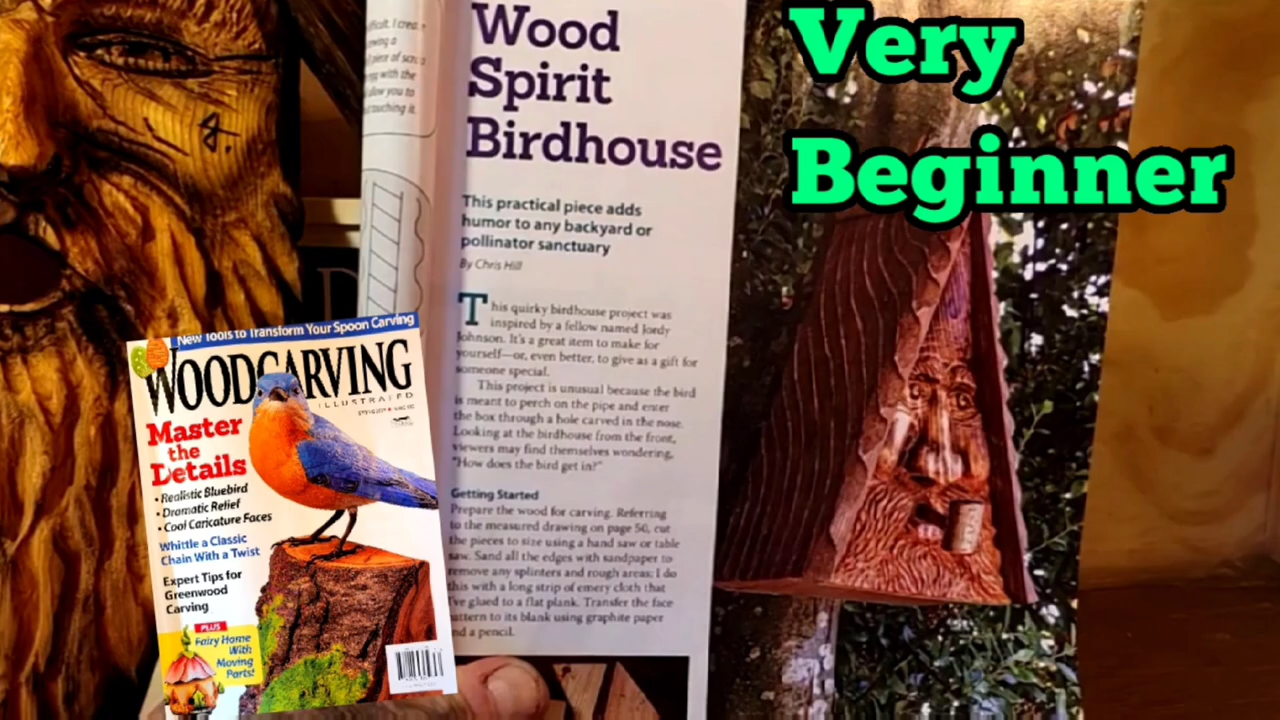 Very
Beginner
Wood
Spirit
Birdhouse
This practical piece adds
humor to any backyard or
pollinator sanctuary
By Chris Hill
This quirky birdhouse project was
inspired by a fellow named Jordy
Johnson. It's a great item to make for
yourself—or, even better, to give as a gift for
someone special.
This project is unusual because the bird
is meant to perch on the pipe and enter
the box through a hole carved in the nose.
Looking at the birdhouse from the front,
viewers may find themselves wondering,
"How does the bird get in?"
Getting Started
Prepare the wood for carving. Referring
to the measured drawing on page 50, cut
the pieces to size using a hand saw or table
saw. Sand all the edges with sandpaper to
remove any splinters and rough areas; I do
this with a long strip of emery cloth that
I've glued to a flat plank. Transfer the face
pattern to its blank using graphite paper
and a pencil.
New Tools to Transform Your Spoon Carving
WOODCARVING
ILLUSTRATED
Master
the
Details
• Realistic Bluebird
• Dramatic Relief
• Cool Caricature Faces
Whittle a Classic
Chain With a Twist
Expert Tips for
Greenwood
Carving
PLUS
Fairy Home
With
Moving
Parts!